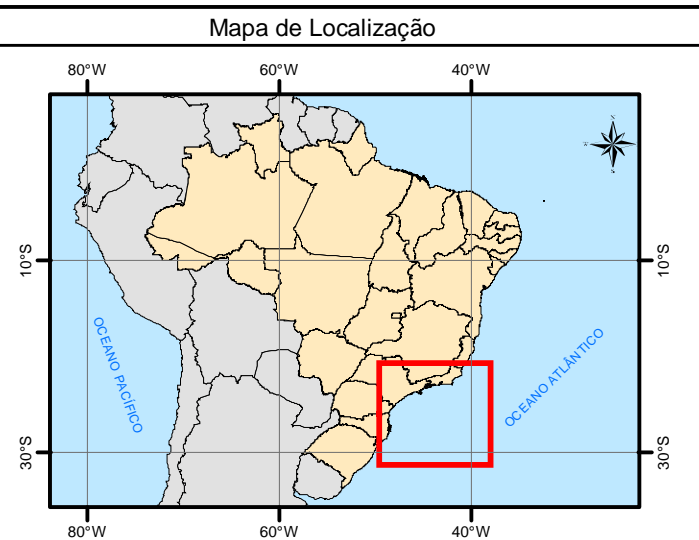 Mapa de Localização
80°W 60°W 40°W
N
10°S 10°S
OCEANO PACÍFICO
OCEANO ATLÂNTICO
30°S 30°S
80°W 60°W 40°W